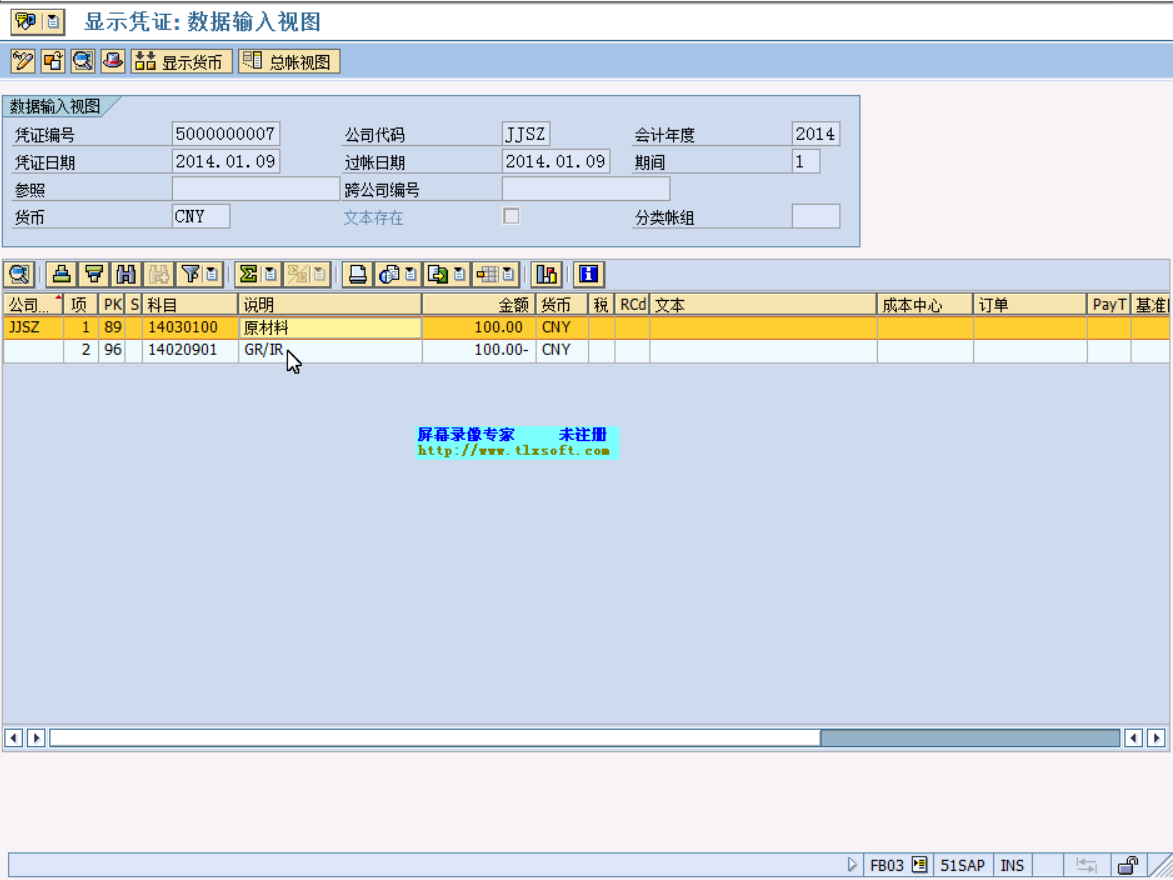 显示凭证: 数据输入视图
显示货币 总帐视图
数据输入视图
凭证编号 5000000007 公司代码 JJSZ 会计年度 2014
凭证日期 2014.01.09 过帐日期 2014.01.09 期间 1
参照 跨公司编号
货币 CNY 文本存在 分类帐组
公司... 项 PK S 科目 说明 金额 货币 税 RCd 文本 成本中心 订单 PayT 基准
JJSZ 1 89 14030100 原材料 100.00 CNY
2 96 14020901 GR/IR 100.00- CNY
屏幕录像专家 未注册
http://www.tlxsoft.com
FB03 51SAP INS